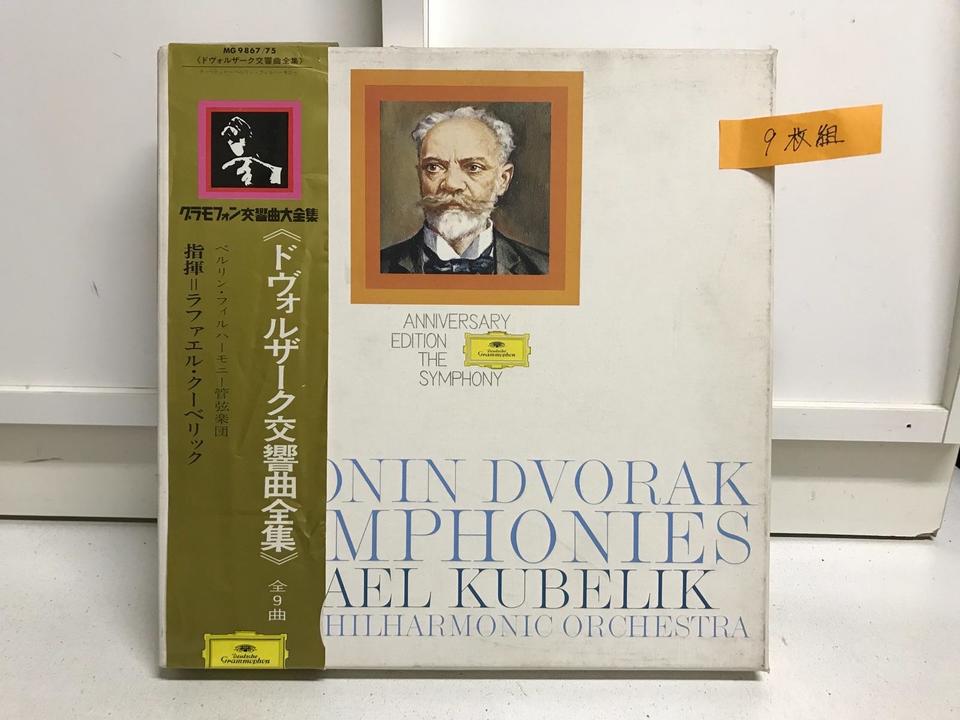 MG 9867/75
《ドヴォルザーク交響曲全集》
グラモフォン交響曲大全集
《ドヴォルザーク交響曲全集》
全9曲
ベルリン・フィルハーモニー管弦楽団
指揮=ラファエル・クーベリック
Deutsche
Grammophon
9枚組
ANNIVERSARY
EDITION
THE
SYMPHONY
Deutsche
Grammophon
ONIN DVORAK
MPHONIES
AEL KUBELIK
HILHARMONIC ORCHESTRA